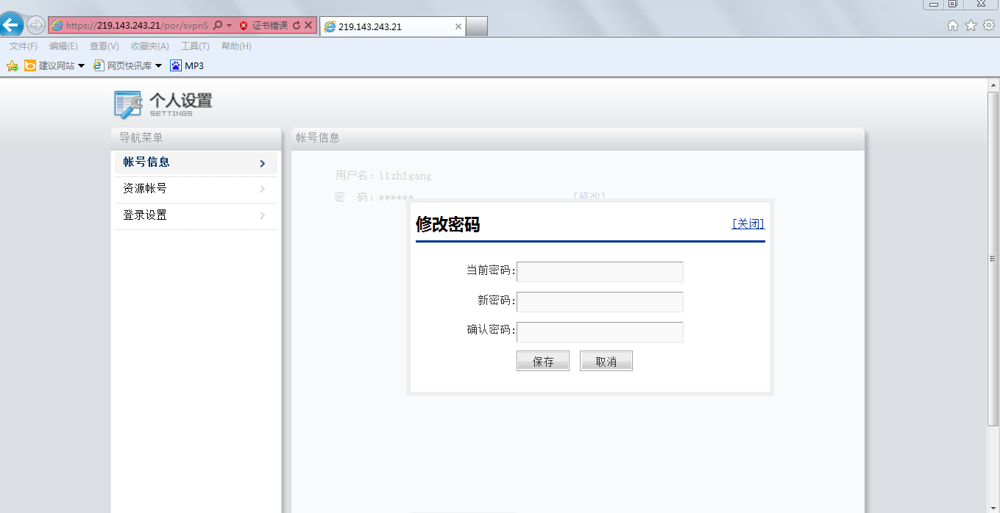 https://219.143.243.21/por/svpnS 证书错误 219.143.243.21
文件(F) 编辑(E) 查看(V) 收藏夹(A) 工具(T) 帮助(H)
建议网站 网页快讯库 MP3
个人设置
SETTINGS
导航菜单
帐号信息
资源帐号
登录设置
帐号信息
用户名: lizhigang
密 码: ****** [修改]
修改密码 [关闭]
当前密码:
新密码:
确认密码:
保存 取消